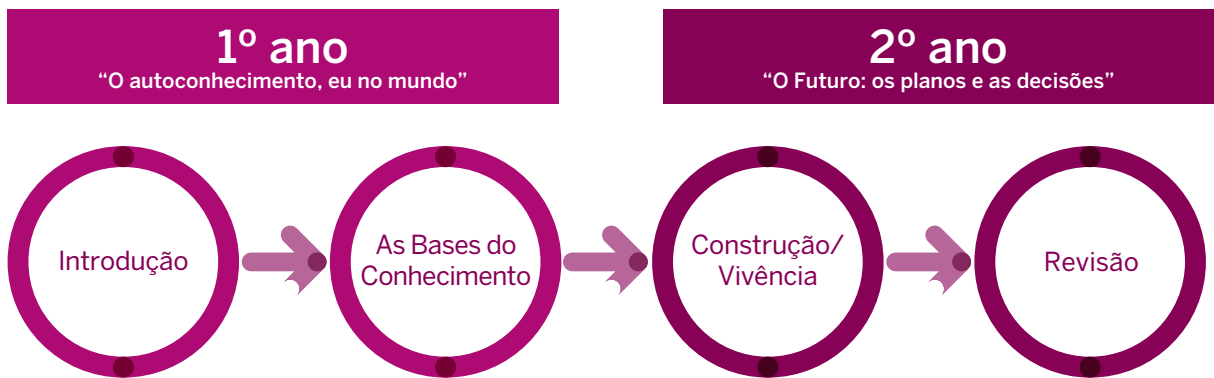 1º ano
“O autoconhecimento, eu no mundo”
2º ano
“O Futuro: os planos e as decisões”
Introdução
As Bases do
Conhecimento
Construção/
Vivência
Revisão